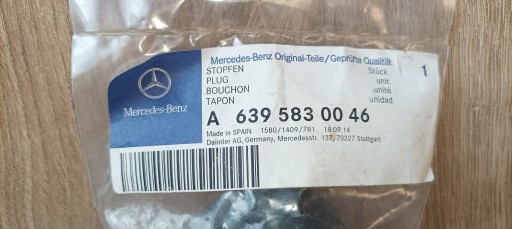 Mercedes-Benz Original-Teile/Geprüfte Qualität
STOPFEN Stück
PLUG unit
BOUCHON unité
TAPON unidad
1
Mercedes-Benz
A 639 583 00 46
Made in SPAIN 1580/1409/781 18.09.14
Daimler AG, Germany, Mercedesstr. 137, 70327 Stuttgart